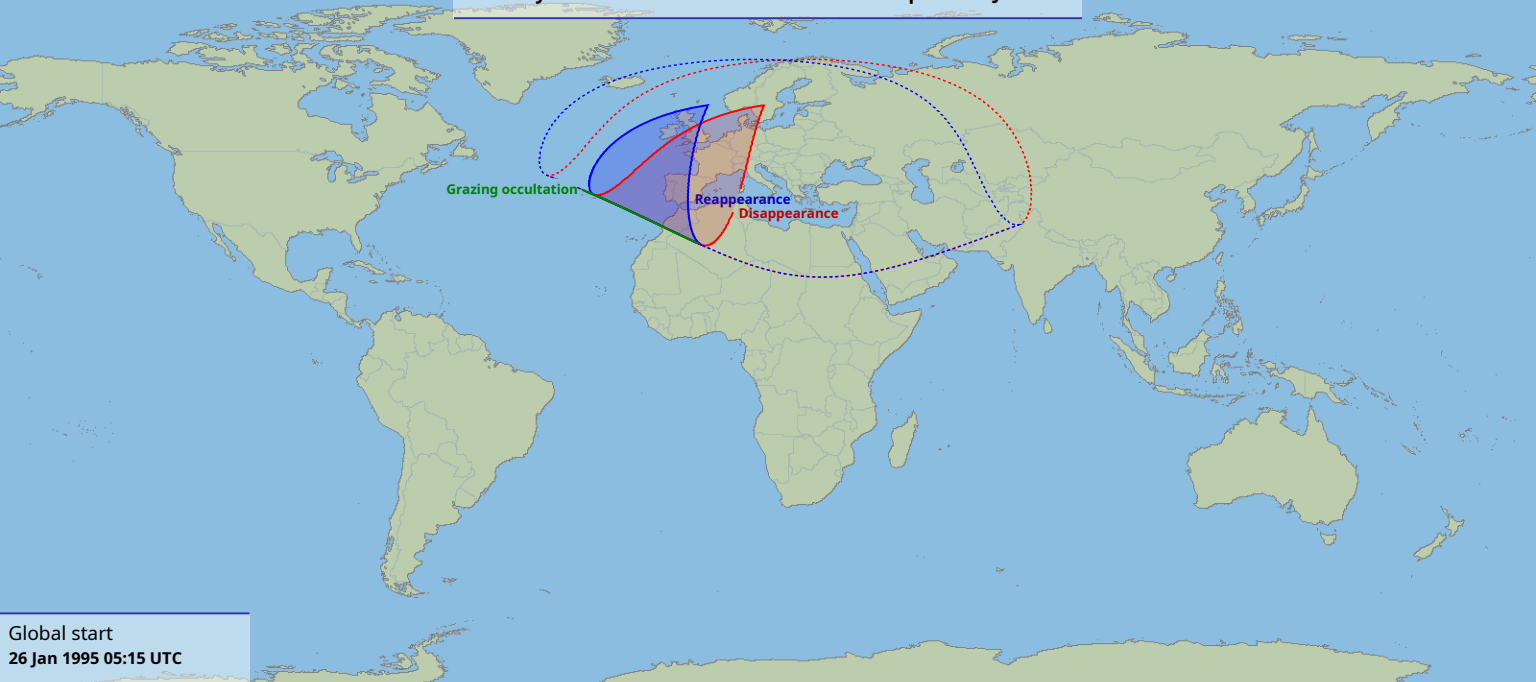 Grazing occultation
Reappearance
Disappearance
Global start
26 Jan 1995 05:15 UTC